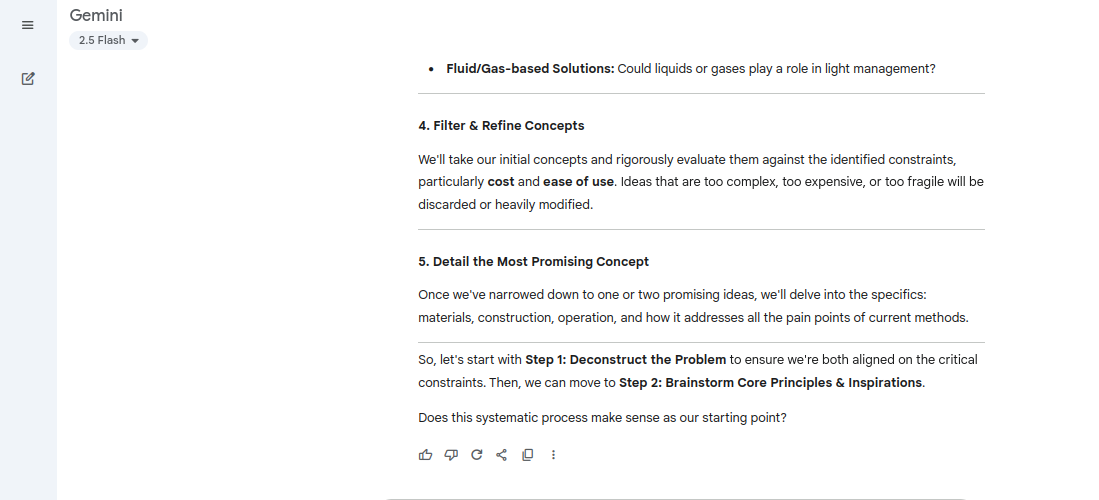 Gemini
2.5 Flash
• Fluid/Gas-based Solutions: Could liquids or gases play a role in light management?
4. Filter & Refine Concepts
We'll take our initial concepts and rigorously evaluate them against the identified constraints,
particularly cost and ease of use. Ideas that are too complex, too expensive, or too fragile will be
discarded or heavily modified.
5. Detail the Most Promising Concept
Once we've narrowed down to one or two promising ideas, we'll delve into the specifics:
materials, construction, operation, and how it addresses all the pain points of current methods.
So, let's start with Step 1: Deconstruct the Problem to ensure we're both aligned on the critical
constraints. Then, we can move to Step 2: Brainstorm Core Principles & Inspirations.
Does this systematic process make sense as our starting point?